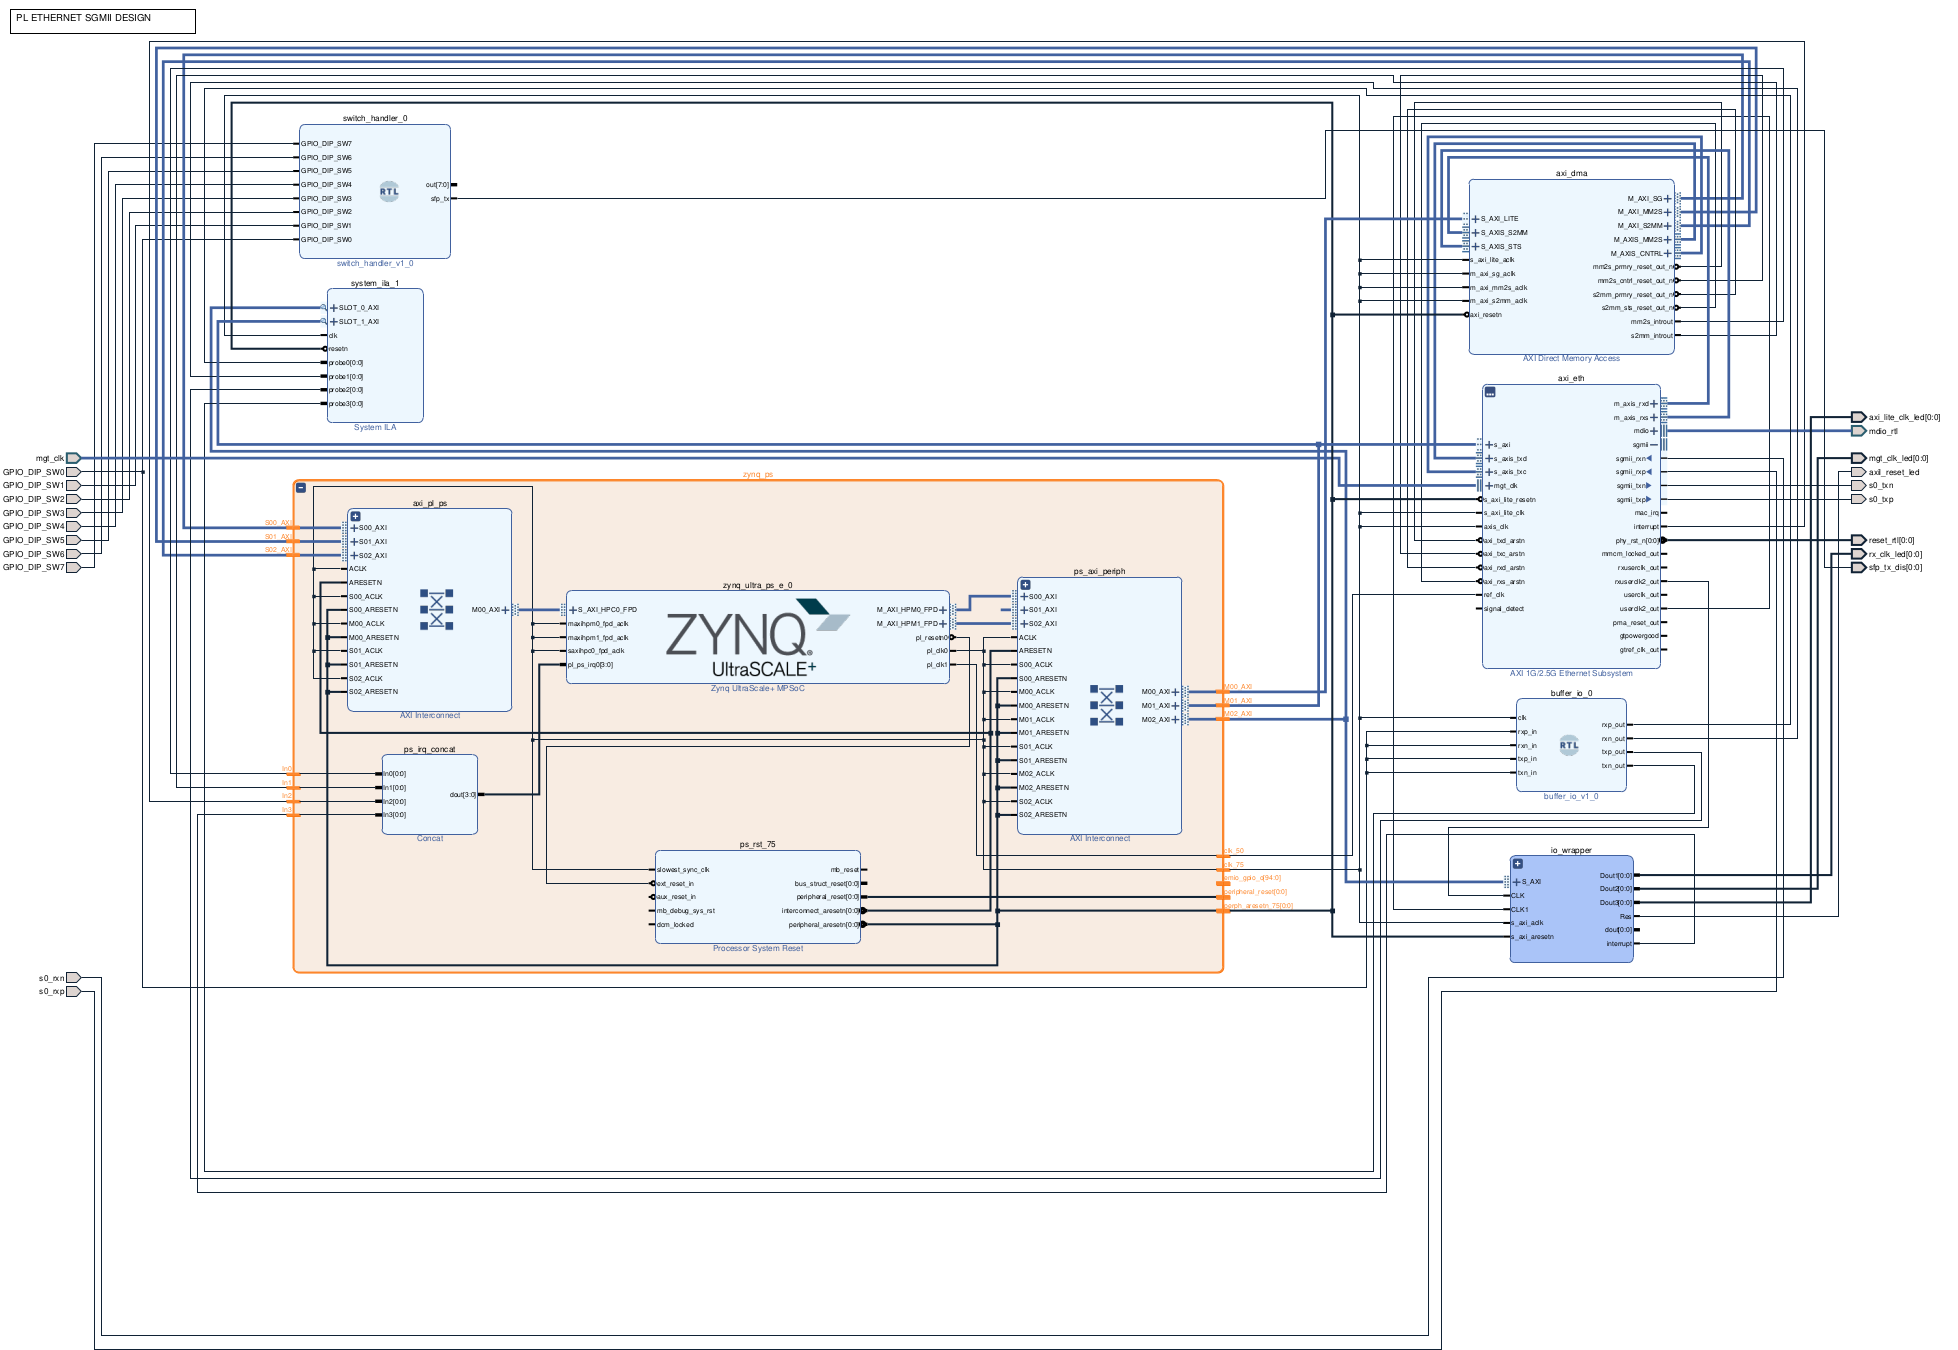 PL ETHERNET SGMII DESIGN
switch_handler_0
GPIO_DIP_SW7
GPIO_DIP_SW6
GPIO_DIP_SW5
GPIO_DIP_SW4
GPIO_DIP_SW3
GPIO_DIP_SW2
GPIO_DIP_SW1
GPIO_DIP_SW0
RTL
out[7:0]
sfp_tx
switch_handler_v1_0
system_ila_1
SLOT_0_AXI
SLOT_1_AXI
clk
resetn
probe0[0:0]
probe1[0:0]
probe2[0:0]
probe3[0:0]
System ILA
mgt_clk
GPIO_DIP_SW0
GPIO_DIP_SW1
GPIO_DIP_SW2
GPIO_DIP_SW3
GPIO_DIP_SW4
GPIO_DIP_SW5
GPIO_DIP_SW6
GPIO_DIP_SW7
s0_rxn
s0_rxp
zynq_ps
S00_AXI
S01_AXI
S02_AXI
In0
In1
In2
In3
axi_pl_ps
S00_AXI
S01_AXI
S02_AXI
ACLK
ARESETN
S00_ACLK
S00_ARESETN
M00_ACLK
M00_ARESETN
S01_ACLK
S01_ARESETN
S02_ACLK
S02_ARESETN
M00_AXI
AXI Interconnect
ps_irq_concat
In0[0:0]
In1[0:0]
In2[0:0]
In3[0:0]
dout[3:0]
Concat
zynq_ultra_ps_e_0
S_AXI_HPC0_FPD
maxihpm0_fpd_aclk
maxihpm1_fpd_aclk
saxihpc0_fpd_aclk
pl_ps_irq0[3:0]
ZYNQ
UltraSCALE+
M_AXI_HPM0_FPD
M_AXI_HPM1_FPD
pl_resetn0
pl_clk0
pl_clk1
Zynq UltraScale+ MPSoC
ps_rst_75
slowest_sync_clk
ext_reset_in
aux_reset_in
mb_debug_sys_rst
dcm_locked
mb_reset
bus_struct_reset[0:0]
peripheral_reset[0:0]
interconnect_aresetn[0:0]
peripheral_aresetn[0:0]
Processor System Reset
ps_axi_periph
S00_AXI
S01_AXI
S02_AXI
ACLK
ARESETN
S00_ACLK
S00_ARESETN
M00_ACLK
M00_ARESETN
M01_ACLK
M01_ARESETN
S01_ACLK
S01_ARESETN
M02_ACLK
M02_ARESETN
S02_ACLK
S02_ARESETN
M00_AXI
M01_AXI
M02_AXI
AXI Interconnect
M00_AXI
M01_AXI
M02_AXI
clk_50
clk_75
emio_gpio_o[94:0]
peripheral_reset[0:0]
periph_aresetn_75[0:0]
axi_dma
S_AXI_LITE
S_AXIS_S2MM
S_AXIS_STS
s_axi_lite_aclk
m_axi_sg_aclk
m_axi_mm2s_aclk
m_axi_s2mm_aclk
axi_resetn
M_AXI_SG
M_AXI_MM2S
M_AXI_S2MM
M_AXIS_MM2S
M_AXIS_CNTRL
mm2s_prmry_reset_out_n
mm2s_cntrl_reset_out_n
s2mm_prmry_reset_out_n
s2mm_sts_reset_out_n
mm2s_introut
s2mm_introut
AXI Direct Memory Access
axi_eth
s_axi
s_axis_txd
s_axis_txc
mgt_clk
s_axi_lite_resetn
s_axi_lite_clk
axis_clk
axi_txd_arstn
axi_txc_arstn
axi_rxd_arstn
axi_rxs_arstn
ref_clk
signal_detect
m_axis_rxd
m_axis_rxs
mdio
sgmii
sgmii_rxn
sgmii_rxp
sgmii_txn
sgmii_txp
mac_irq
interrupt
phy_rst_n[0:0]
mmcm_locked_out
rxuserclk_out
rxuserclk2_out
userclk_out
userclk2_out
pma_reset_out
gtpowergood
gtref_clk_out
AXI 1G/2.5G Ethernet Subsystem
buffer_io_0
clk
rxp_in
rxn_in
txp_in
txn_in
RTL
rxp_out
rxn_out
txp_out
txn_out
buffer_io_v1_0
io_wrapper
S_AXI
CLK
CLK1
s_axi_aclk
s_axi_aresetn
Dout1[0:0]
Dout2[0:0]
Dout3[0:0]
Res
dout[0:0]
interrupt
axi_lite_clk_led[0:0]
mdio_rtl
mgt_clk_led[0:0]
axil_reset_led
s0_txn
s0_txp
reset_rtl[0:0]
rx_clk_led[0:0]
sfp_tx_dis[0:0]